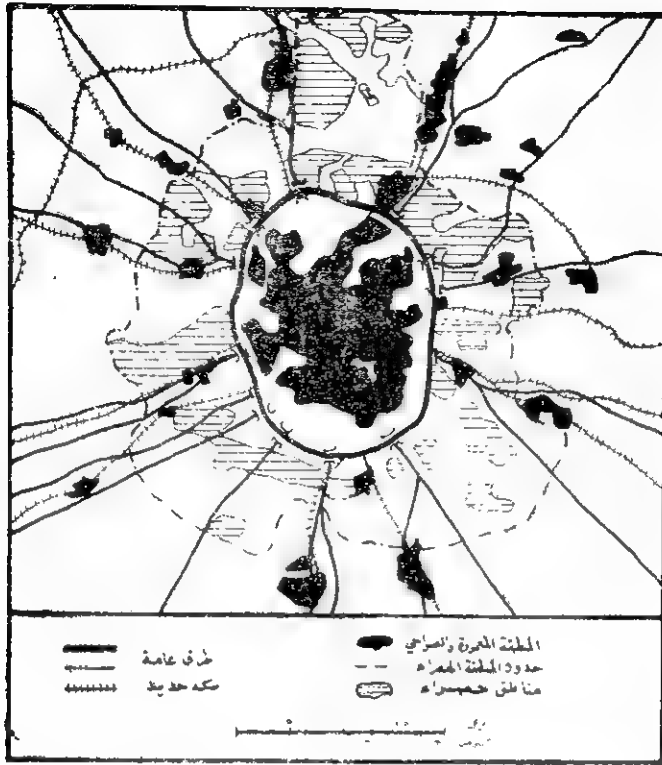 المنطقة المعمورة والضواحي
حدود المنطقة الخضراء
مناطق خضراء
طرق عامة
سكة حديد